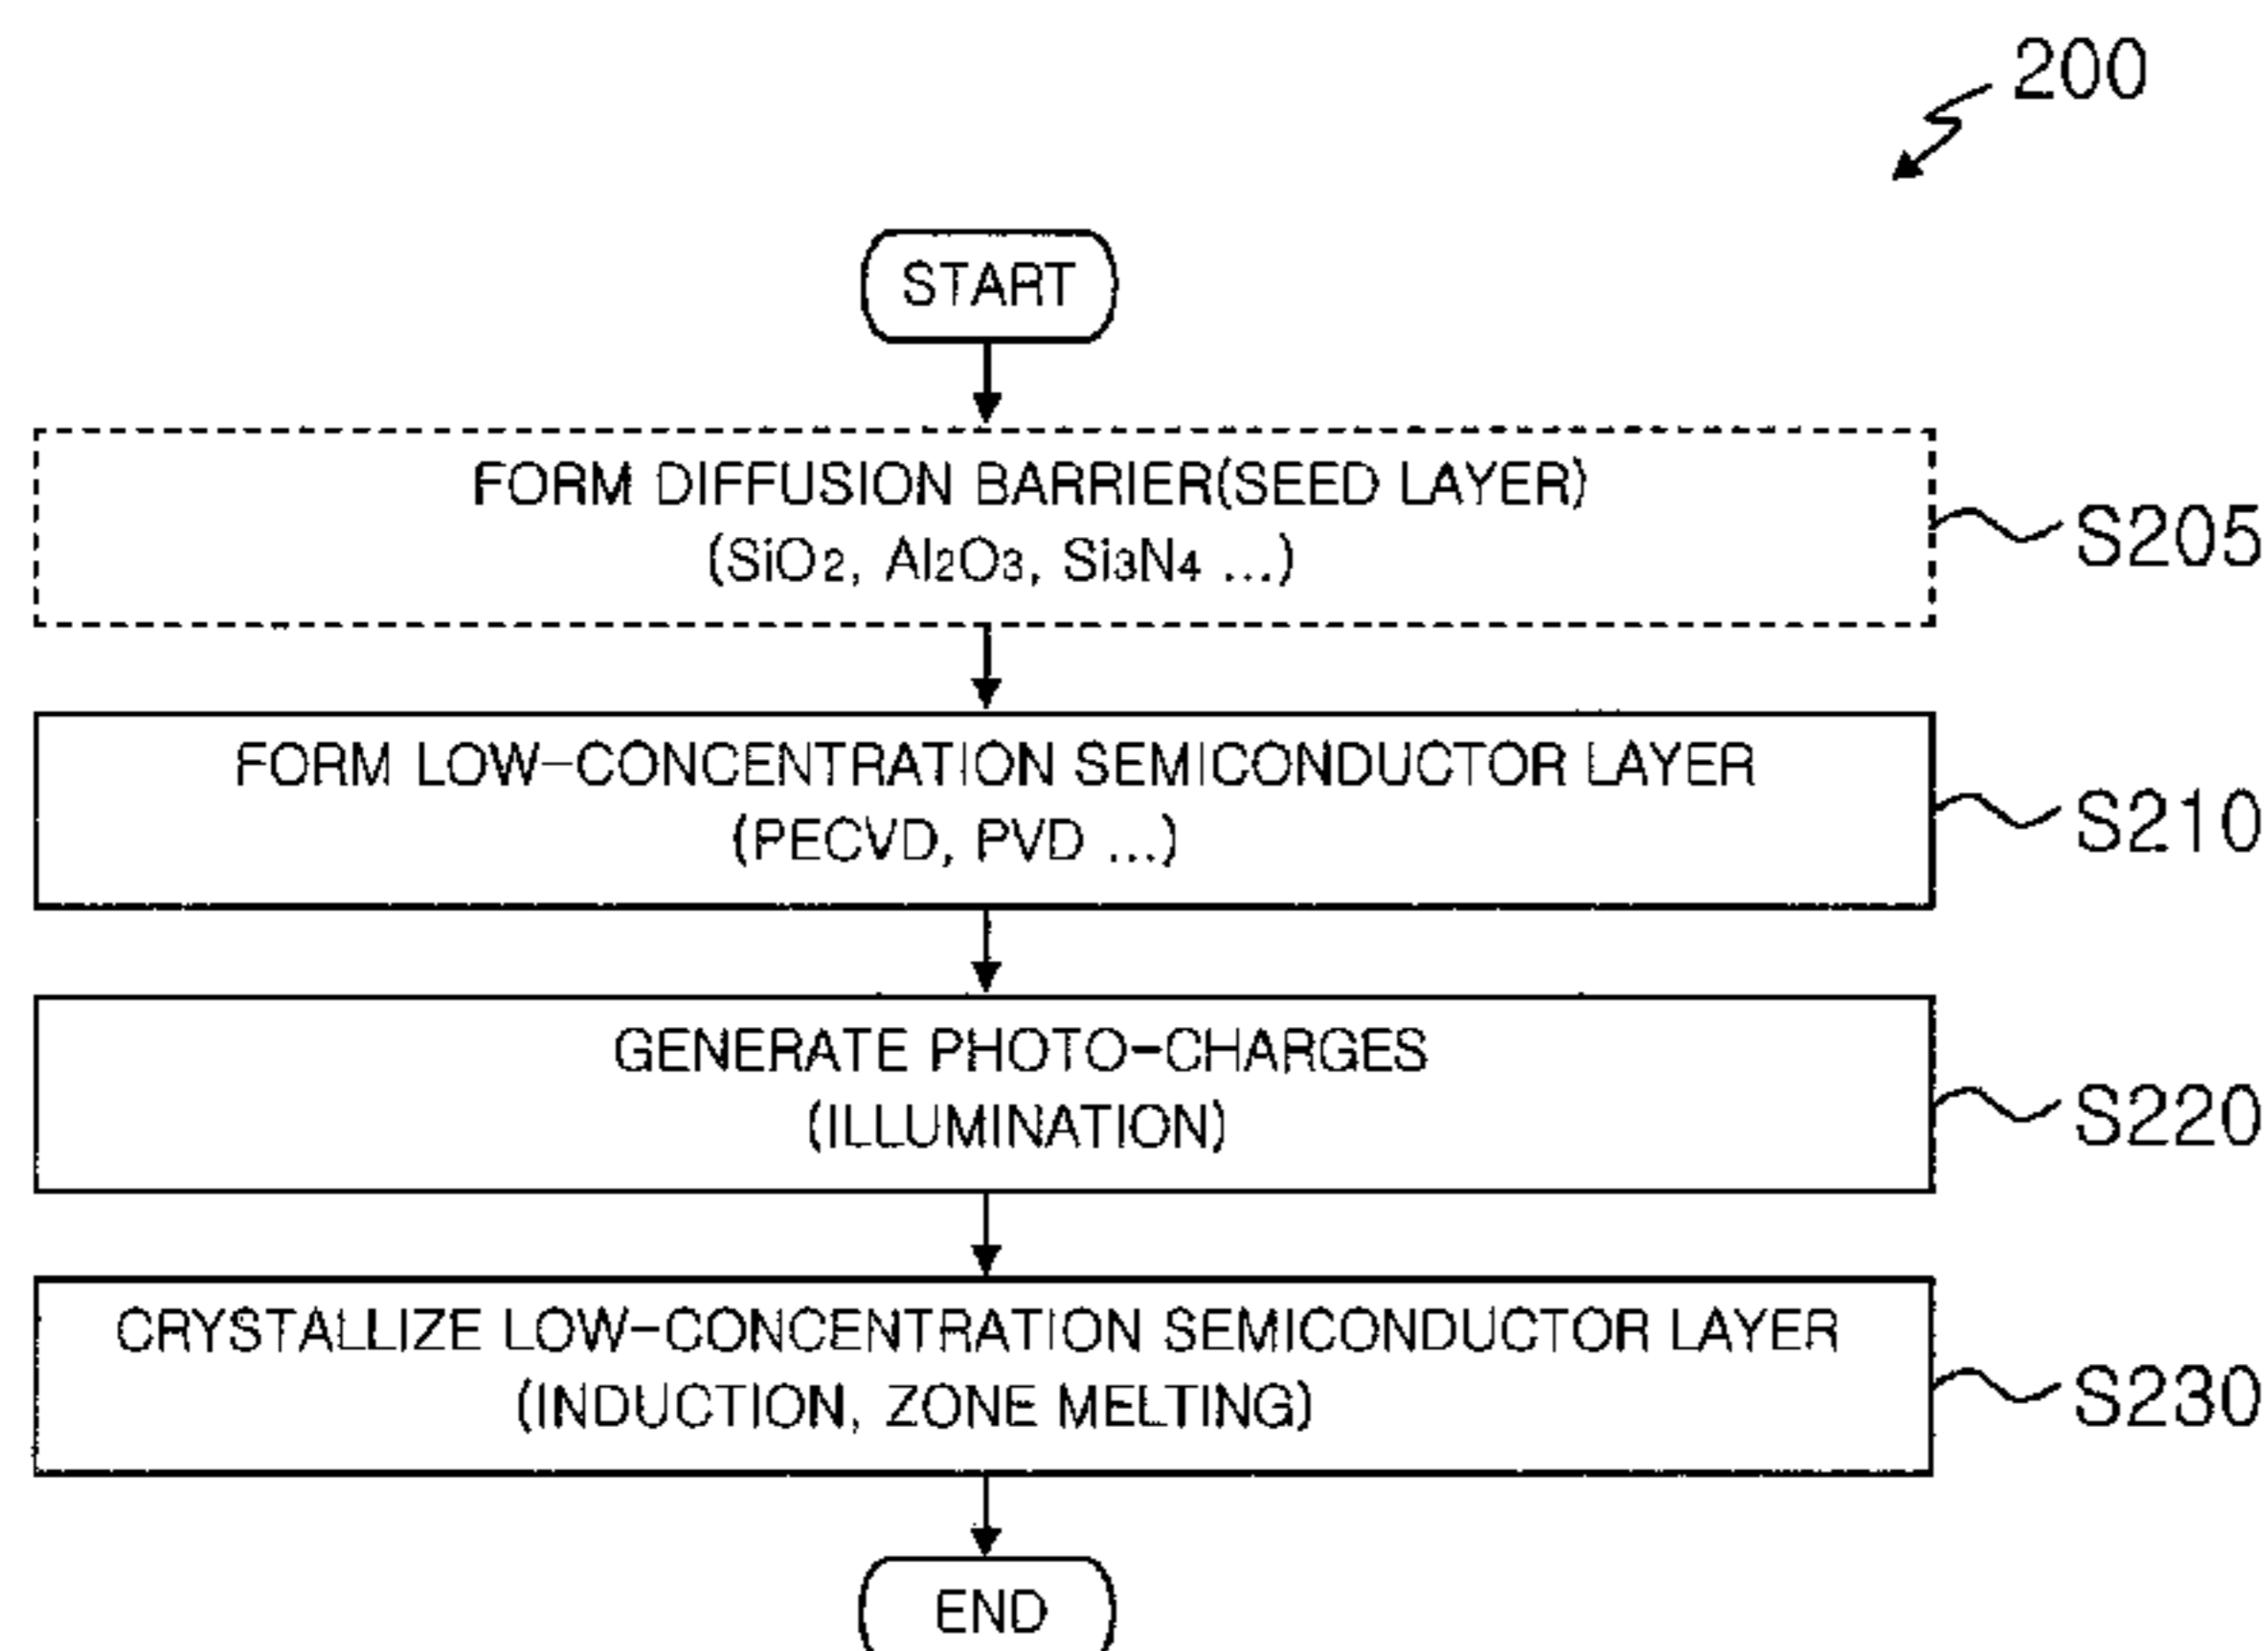 200
START
FORM DIFFUSION BARRIER(SEED LAYER)
(SiO2, Al2O3, Si3N4 ...)
S205
FORM LOW-CONCENTRATION SEMICONDUCTOR LAYER
(PECVD, PVD ...)
S210
GENERATE PHOTO-CHARGES
(ILLUMINATION)
S220
CRYSTALLIZE LOW-CONCENTRATION SEMICONDUCTOR LAYER
(INDUCTION, ZONE MELTING)
S230
END